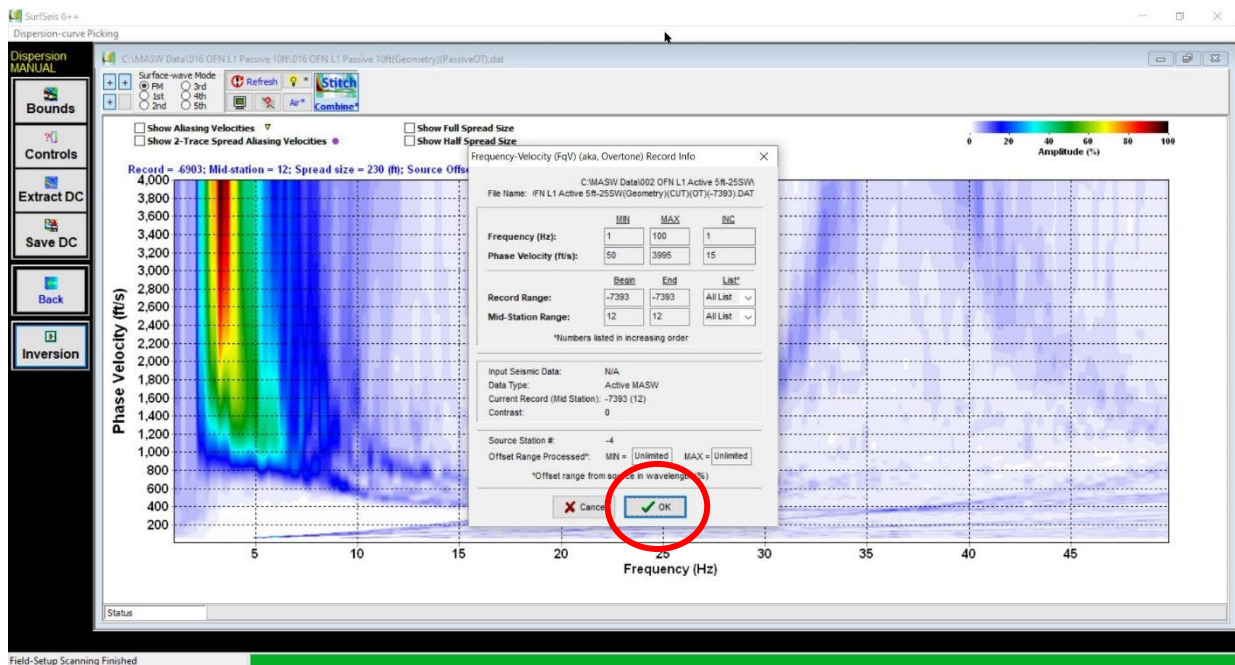 SurfSeis 6++
Dispersion-curve Picking
Dispersion
MANUAL
Bounds
Controls
Extract DC
Save DC
Back
Inversion
C:\MASW Data\016 OFN L1 Passive 10ft\016 OFN L1 Passive 10ft(Geometry)(PassiveOT).dat
Surface-wave Mode
FM 3rd
1st 4th
2nd 5th
Refresh
Air*
Stitch
Combine*
Show Aliasing Velocities
Show 2-Trace Spread Aliasing Velocities
Show Full Spread Size
Show Half Spread Size
0 20 40 60 80 100
Amplitude (%)
Record = -6903; Mid-station = 12; Spread size = 230 (ft); Source Offs
Phase Velocity (ft/s)
4,000
3,800
3,600
3,400
3,200
3,000
2,800
2,600
2,400
2,200
2,000
1,800
1,600
1,400
1,200
1,000
800
600
400
200
5 10 15 20 25 30 35 40 45
Frequency (Hz)
Frequency-Velocity (FqV) (aka, Overtone) Record Info
C:\MASW Data\002 OFN L1 Active 5ft-25SW\
File Name: IFN L1 Active 5ft-25SW(Geometry)(CUT)(OT)(-7393).DAT
MIN MAX INC
Frequency (Hz): 1 100 1
Phase Velocity (ft/s): 50 3995 15
Begin End List*
Record Range: -7393 -7393 All List
Mid-Station Range: 12 12 All List
*Numbers listed in increasing order
Input Seismic Data: N/A
Data Type: Active MASW
Current Record (Mid Station): -7393 (12)
Contrast: 0
Source Station #: -4
Offset Range Processed*: MIN = Unlimited MAX = Unlimited
*Offset range from source in wavelength (%)
Cancel OK
Status
Field-Setup Scanning Finished